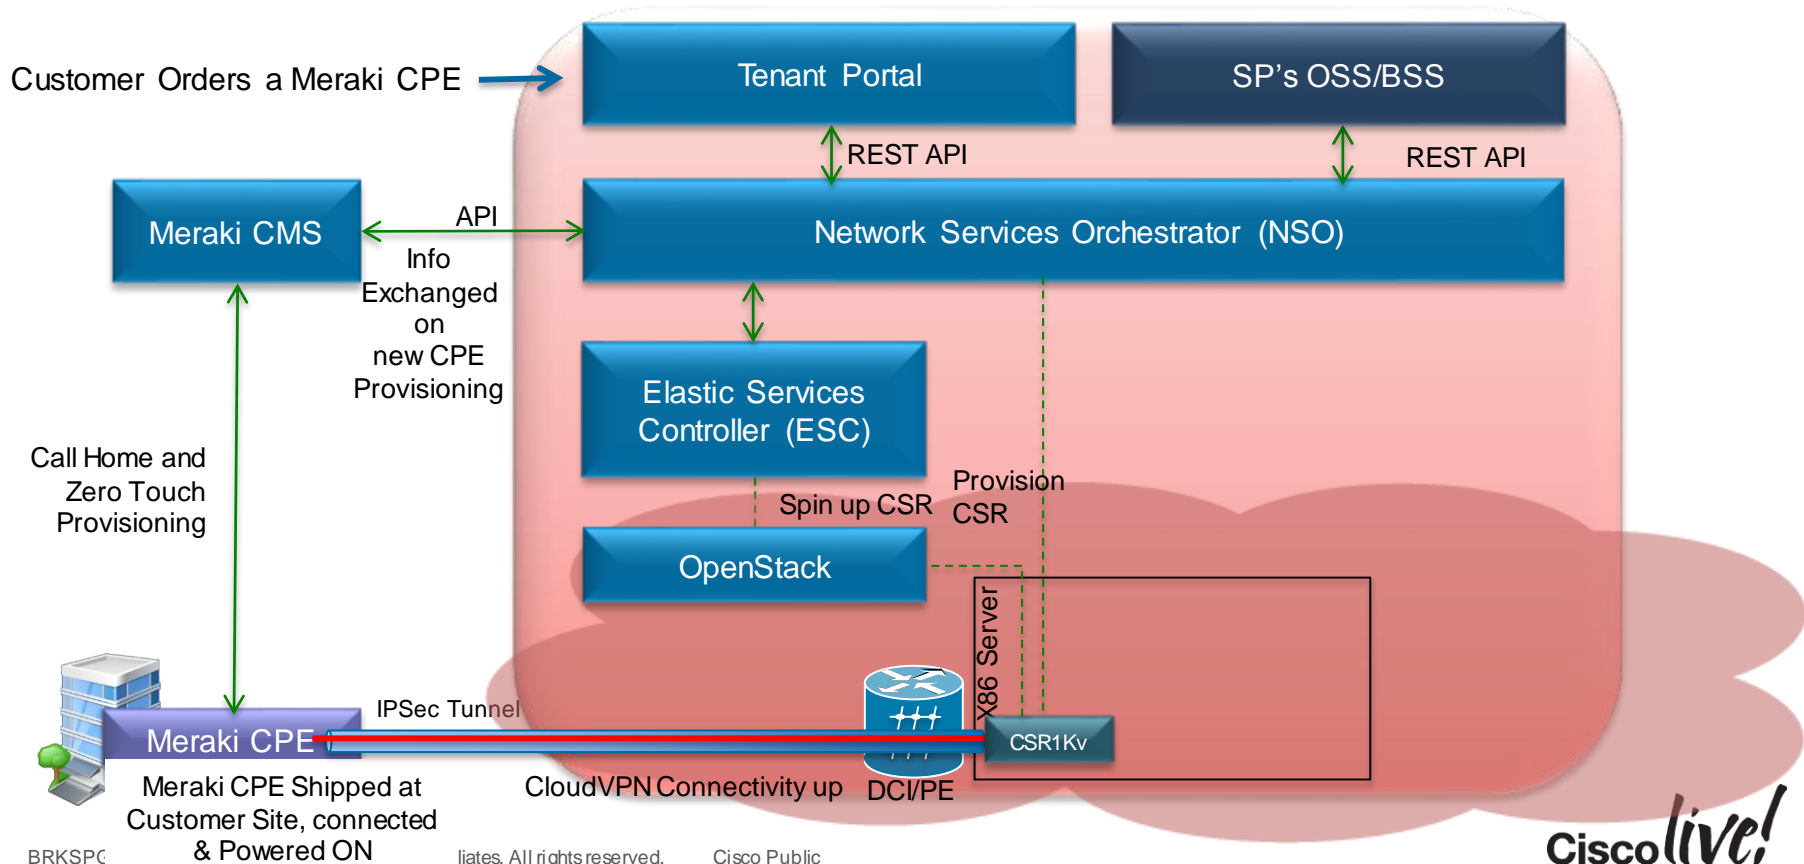 Customer Orders a Meraki CPE
Tenant Portal
SP's OSS/BSS
REST API
REST API
Meraki CMS
API
Network Services Orchestrator (NSO)
Info
Exchanged
on
new CPE
Provisioning
Elastic Services
Controller (ESC)
Call Home and
Zero Touch
Provisioning
Spin up CSR
Provision
CSR
OpenStack
X86 Server
IPSec Tunnel
Meraki CPE
CSR1Kv
CloudVPN Connectivity up
DCI/PE
Meraki CPE Shipped at
Customer Site, connected
& Powered ON
All rights reserved.
Cisco Public
Cisco live!